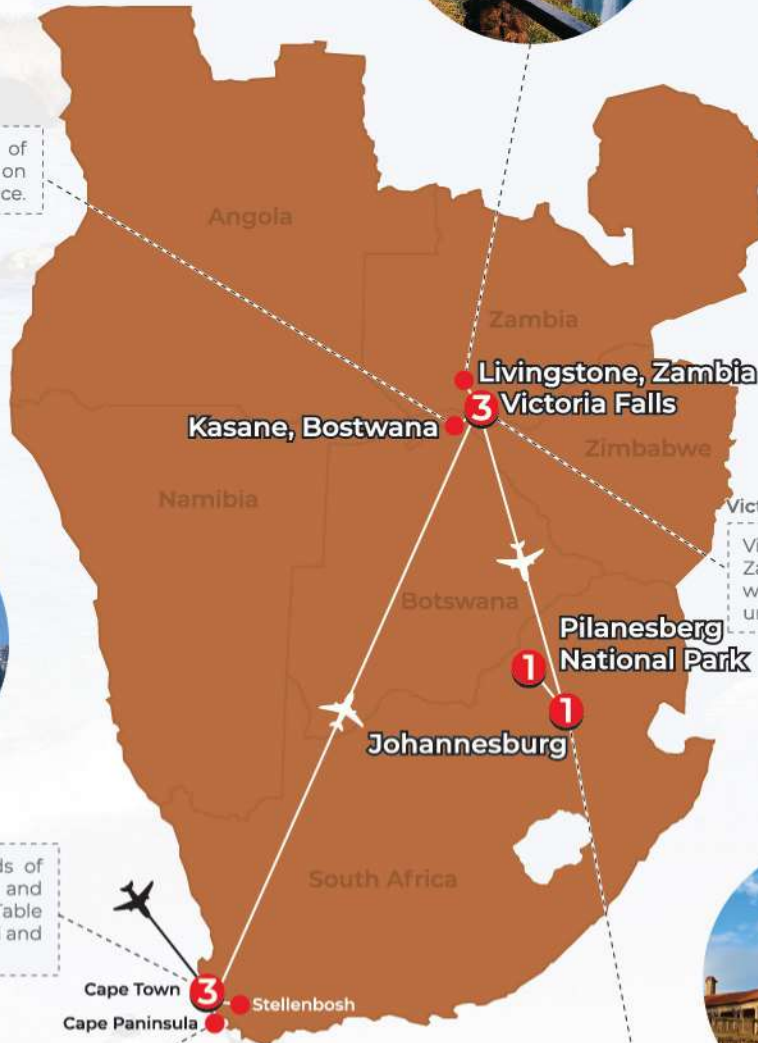 of
on
ce.
Angola
Zambia
Livingstone, Zambia
3
Victoria Falls
Kasane, Bostwana
Zimbabwe
Namibia
Vict
Vi
Za
w
u
Botswana
Pilanesberg
National Park
1
1
Johannesburg
ds of
and
Table
l and
South Africa
Cape Town
3
Stellenbosh
Cape Paninsula